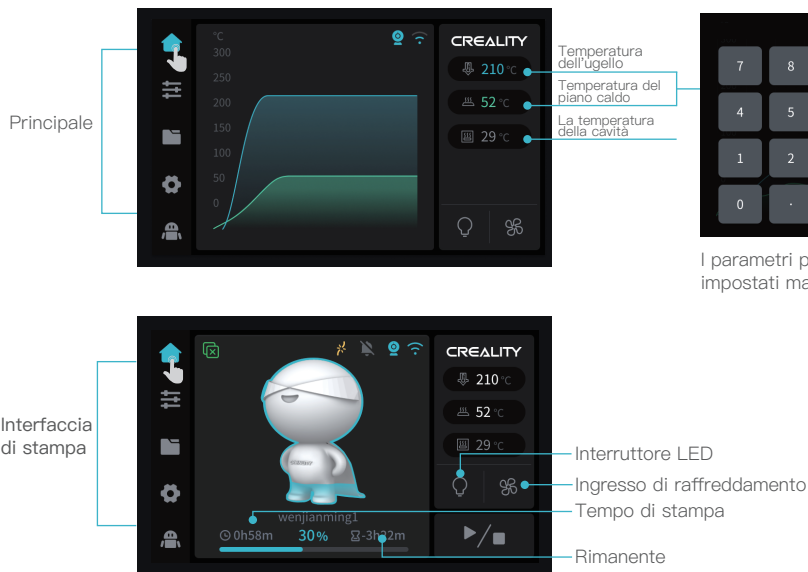 Principale
°C
300
250
200
150
100
50
0
CREALITY
210 °C
52 °C
29 °C
Temperatura
dell'ugello
Temperatura del
piano caldo
La temperatura
della cavità
7 8
4 5
1 2
0 .
I parametri p
impostati ma
Interfaccia
di stampa
CREALITY
210 °C
52 °C
29 °C
CREALITY
wenjianming1
0h58m 30% -3h22m
Interruttore LED
Ingresso di raffreddamento
Tempo di stampa
Rimanente